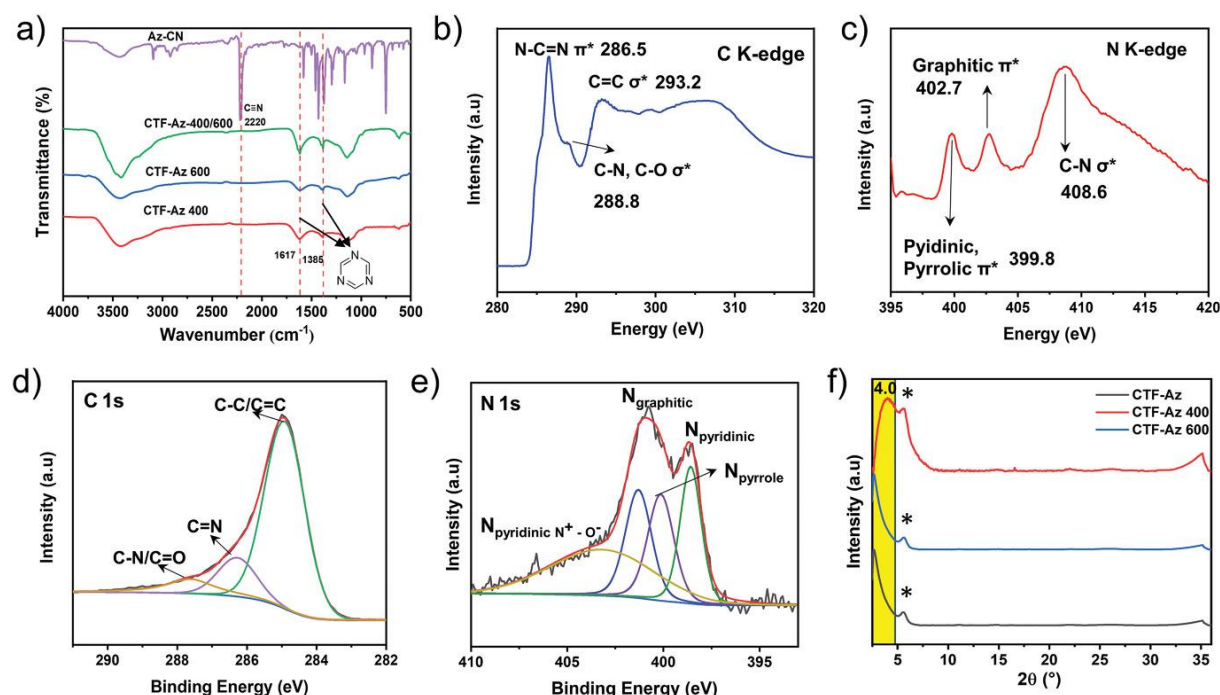 a)
Az-CN
C≡N
2220
CTF-Az-400/600
CTF-Az 600
CTF-Az 400
1617
1385
N
N
N
Transmittance (%)
4000 3500 3000 2500 2000 1500 1000 500
Wavenumber (cm⁻¹)
b)
N-C=N π* 286.5
C K-edge
C=C σ* 293.2
C-N, C-O σ*
288.8
Intensity (a.u)
280 290 300 310 320
Energy (eV)
c)
N K-edge
Graphitic π*
402.7
C-N σ*
408.6
Pyidinic,
Pyrrolic π* 399.8
Intensity (a.u)
395 400 405 410 415 420
Energy (eV)
d)
C 1s
C-C/C=C
C=N
C-N/C=O
Intensity (a.u)
290 288 286 284 282
Binding Energy (eV)
e)
N 1s
Ngraphitic
Npyridinic
Npyrrole
Npyridinic N⁺ - O⁻
Intensity (a.u)
410 405 400 395
Binding Energy (eV)
f)
4.0
*
CTF-Az
CTF-Az 400
CTF-Az 600
*
*
Intensity (a.u)
5 10 15 20 25 30 35
2θ (°)